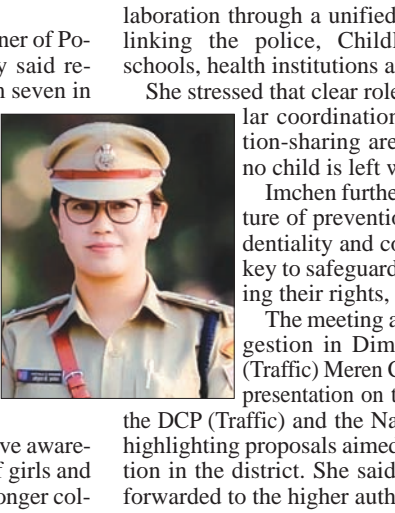 ner of Po-
y said re-
n seven in
ve aware-
f girls and
onger col-
laboration through a unified
linking the police, Childl
schools, health institutions a
She stressed that clear role
lar coordination
tion-sharing are
no child is left w
Imchen further
ture of preventio
dentiality and co
key to safeguard
ing their rights,
The meeting a
gestion in Dim
(Traffic) Meren C
presentation on t
the DCP (Traffic) and the Na
highlighting proposals aimed
tion in the district. She said
forwarded to the higher auth